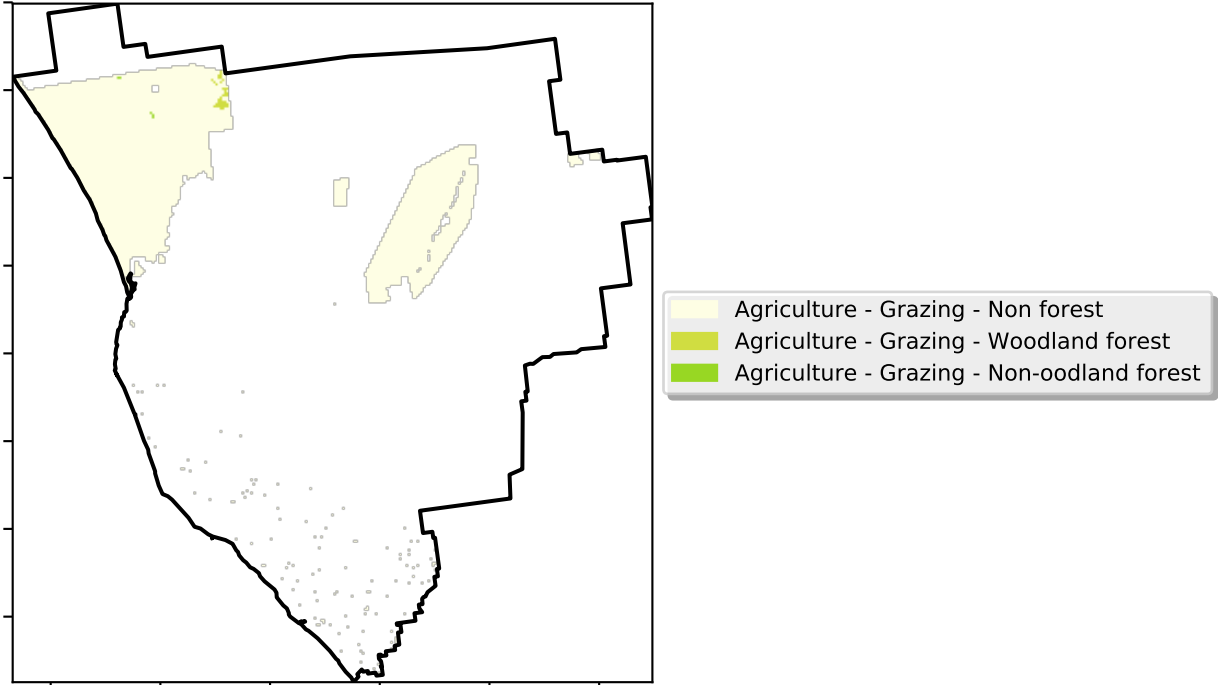 Agriculture - Grazing - Non forest
Agriculture - Grazing - Woodland forest
Agriculture - Grazing - Non-oodland forest